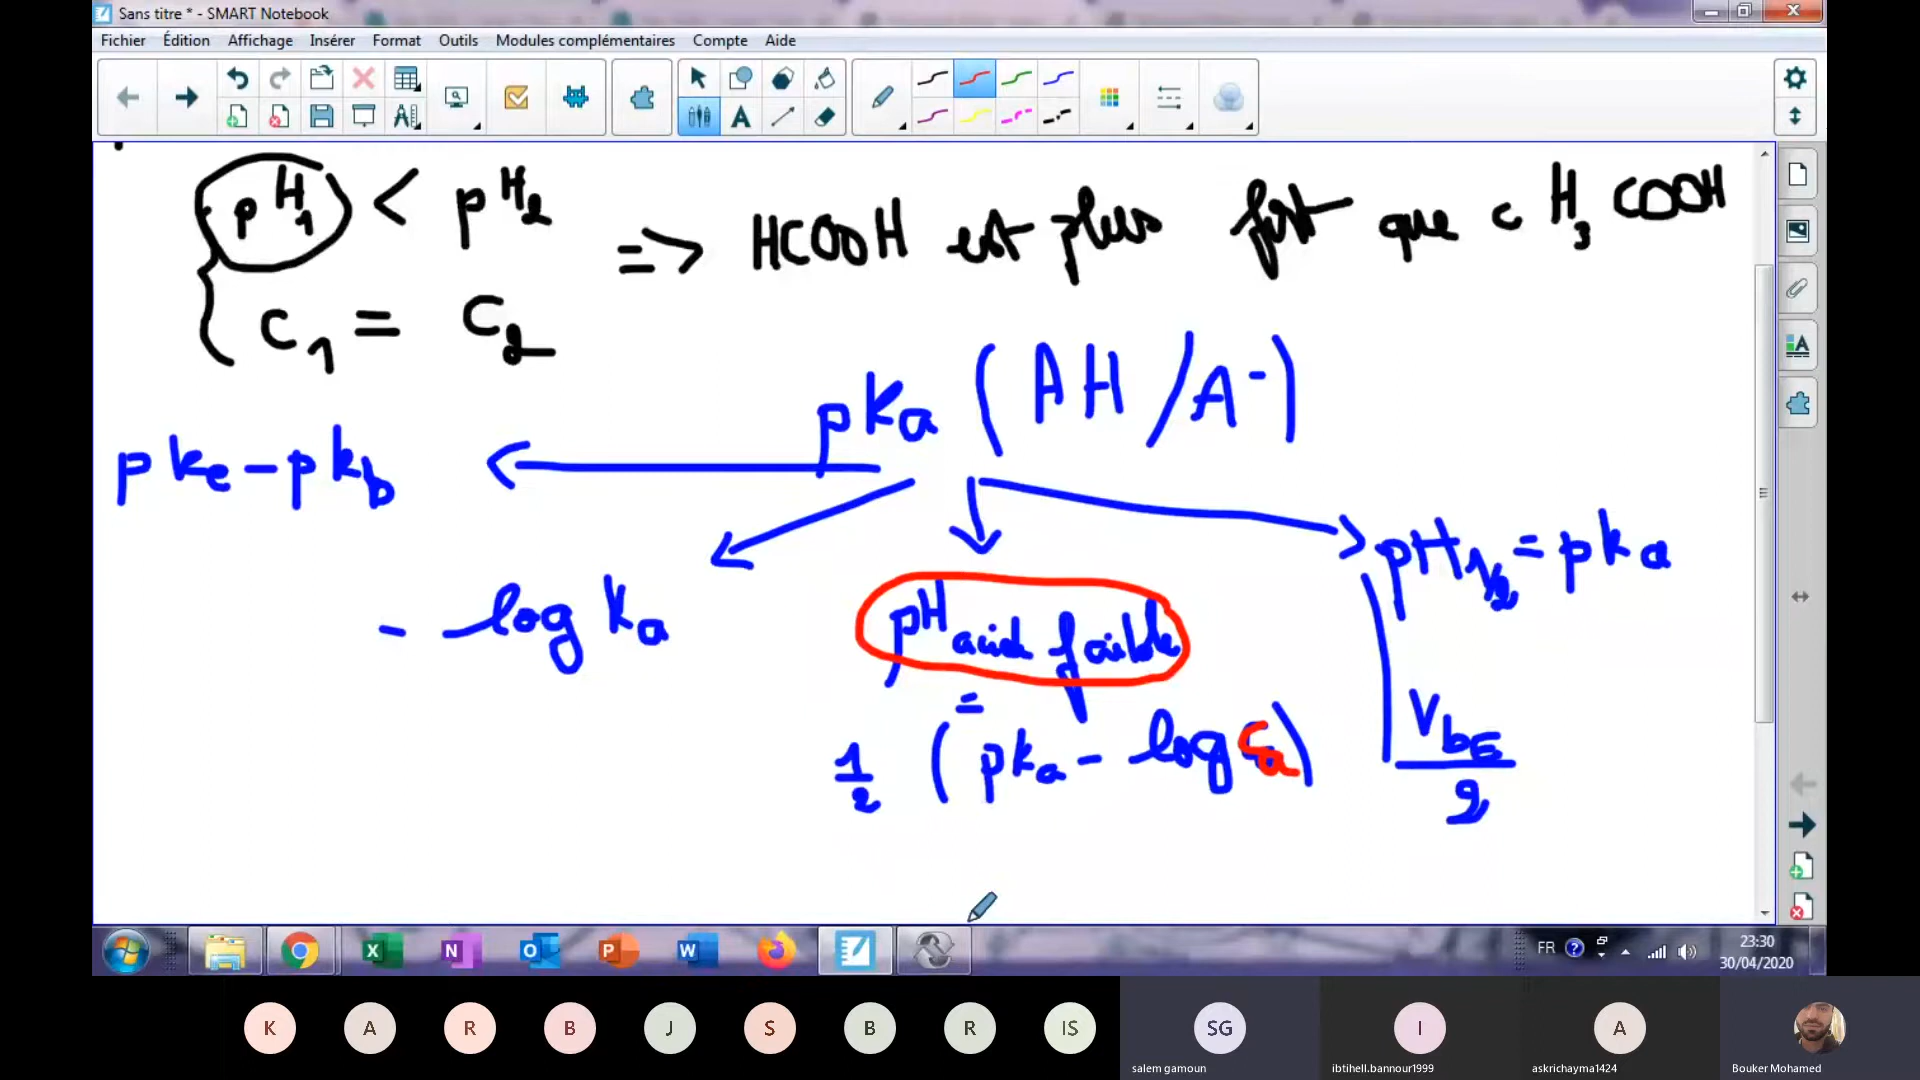 Sans titre * - SMART Notebook
Fichier Édition Affichage Insérer Format Outils Modules complémentaires Compte Aide
pH1 < pH2
=> HCOOH est plus fort que CH3COOH
C1 = C2
pka (AH/A-)
pke - pkb
pH1/2 = pka
- log ka
pH acide faible
=
1/2 (pka - log Ca)
VbE
2
FR
23:30
30/04/2020
K A R B J S B R IS SG I A
salem gamoun
ibtihell.bannour1999
askrichayma1424
Bouker Mohamed